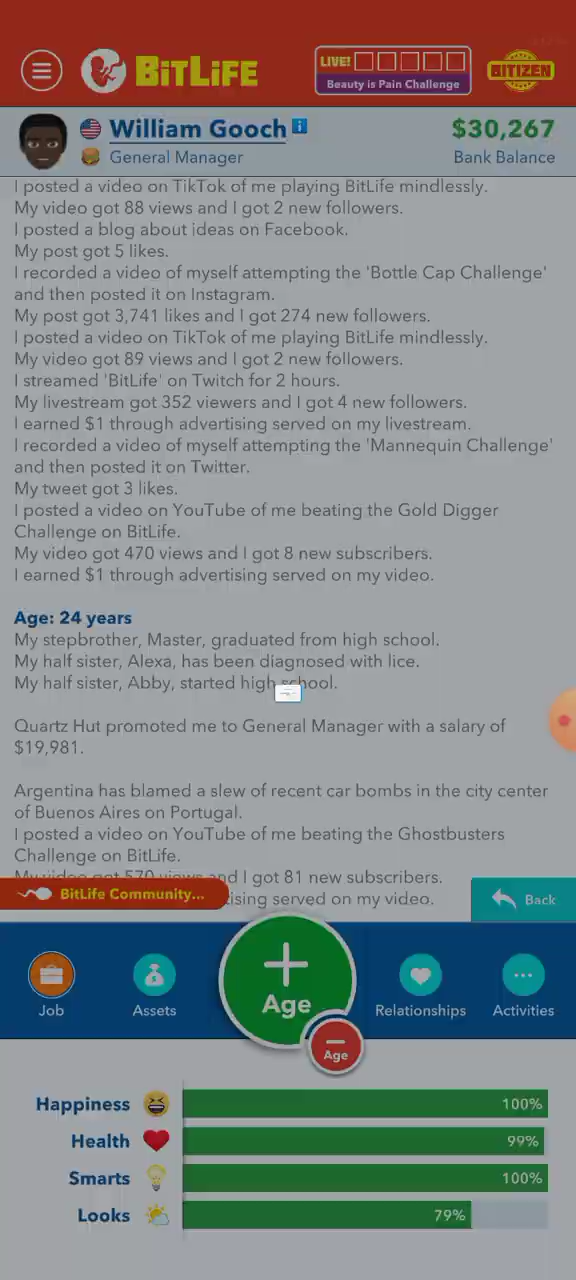 LIVE!
BITLIFE
BITIZEN
Beauty is Pain Challenge
William Gooch
$30,267
General Manager
Bank Balance
I posted a video on TikTok of me playing BitLife mindlessly.
My video got 88 views and I got 2 new followers.
I posted a blog about ideas on Facebook.
My post got 5 likes.
I recorded a video of myself attempting the 'Bottle Cap Challenge'
and then posted it on Instagram.
My post got 3,741 likes and I got 274 new followers.
I posted a video on TikTok of me playing BitLife mindlessly.
My video got 89 views and I got 2 new followers.
I streamed 'BitLife' on Twitch for 2 hours.
My livestream got 352 viewers and I got 4 new followers.
I earned $1 through advertising served on my livestream.
I recorded a video of myself attempting the 'Mannequin Challenge'
and then posted it on Twitter.
My tweet got 3 likes.
I posted a video on YouTube of me beating the Gold Digger
Challenge on BitLife.
My video got 470 views and I got 8 new subscribers.
I earned $1 through advertising served on my video.
Age: 24 years
My stepbrother, Master, graduated from high school.
My half sister, Alexa, has been diagnosed with lice.
My half sister, Abby, started high school.
Quartz Hut promoted me to General Manager with a salary of
$19,981.
Argentina has blamed a slew of recent car bombs in the city center
of Buenos Aires on Portugal.
I posted a video on YouTube of me beating the Ghostbusters
Challenge on BitLife.
My video got 570 views and I got 81 new subscribers.
BitLife Community...
tising served on my video.
Back
Age
Job
Assets
Relationships
Activities
Age
Happiness
100%
Health
99%
Smarts
100%
Looks
79%